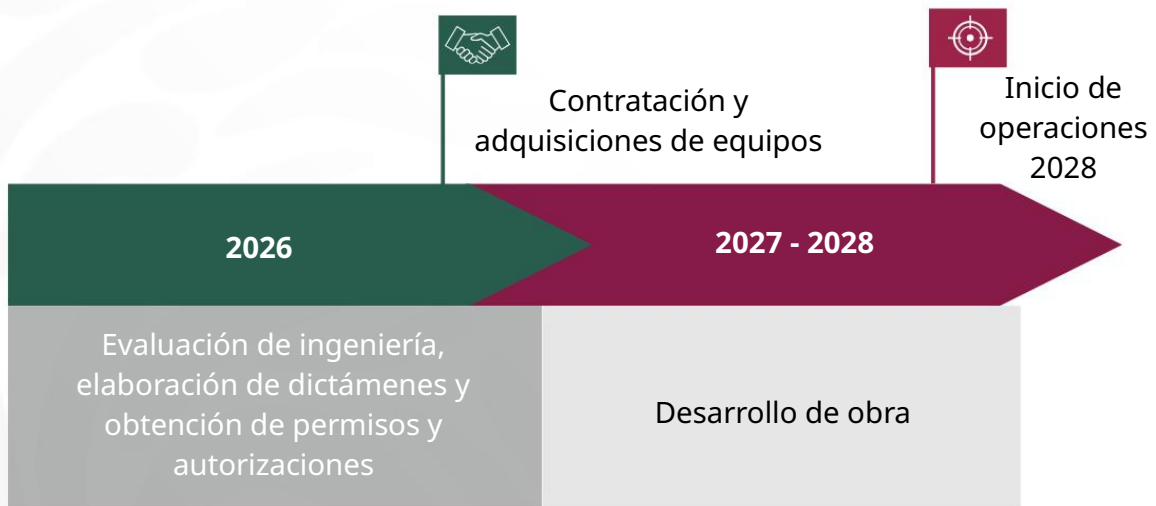 Contratación y
adquisiciones de equipos
Inicio de
operaciones
2028
2026
2027 - 2028
Evaluación de ingeniería,
elaboración de dictámenes y
obtención de permisos y
autorizaciones
Desarrollo de obra